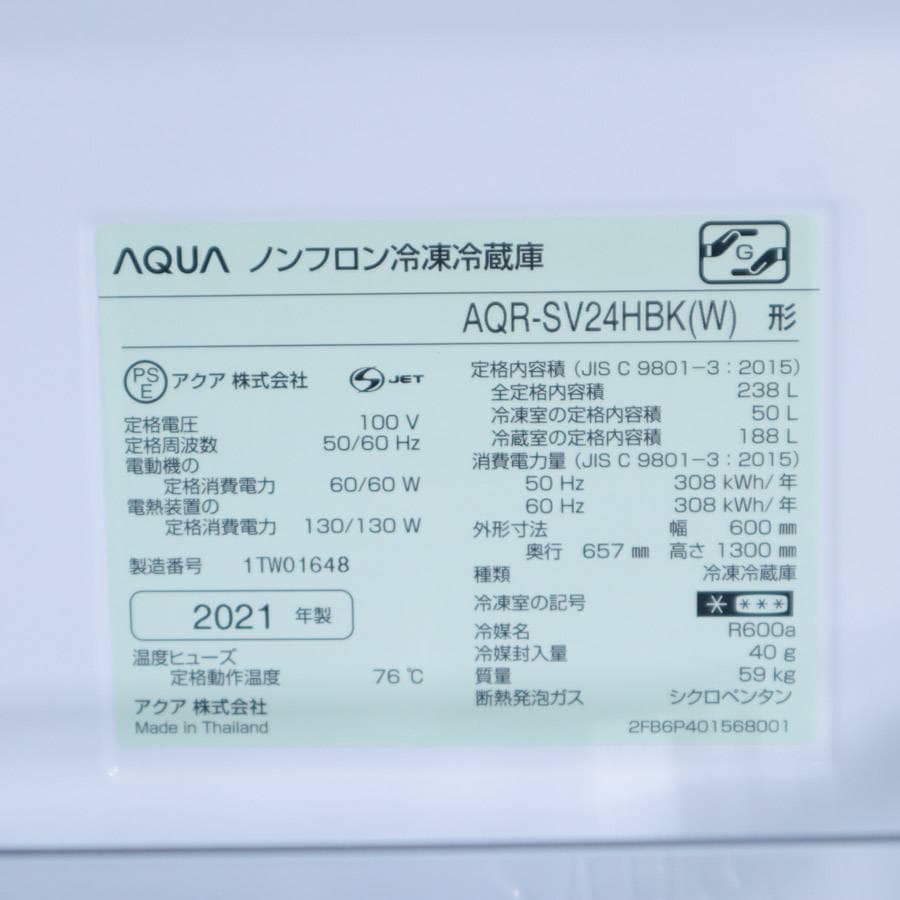 AQUA ノンフロン冷凍冷蔵庫
G
AQR-SV24HBK(W) 形
PS
E
アクア 株式会社
JET
定格電圧 100 V
定格周波数 50/60 Hz
電動機の
定格消費電力 60/60 W
電熱装置の
定格消費電力 130/130 W
製造番号 1TW01648
2021 年製
温度ヒューズ
定格動作温度 76 ℃
アクア 株式会社
Made in Thailand
定格内容積 (JIS C 9801-3:2015)
全定格内容積 238 L
冷凍室の定格内容積 50 L
冷蔵室の定格内容積 188 L
消費電力量 (JIS C 9801-3:2015)
50 Hz 308 kWh/年
60 Hz 308 kWh/年
外形寸法 幅 600 ㎜
奥行 657 ㎜ 高さ 1300 ㎜
種類 冷凍冷蔵庫
冷凍室の記号 * ***
冷媒名 R600a
冷媒封入量 40 g
質量 59 kg
断熱発泡ガス シクロペンタン
2FB6P401568001